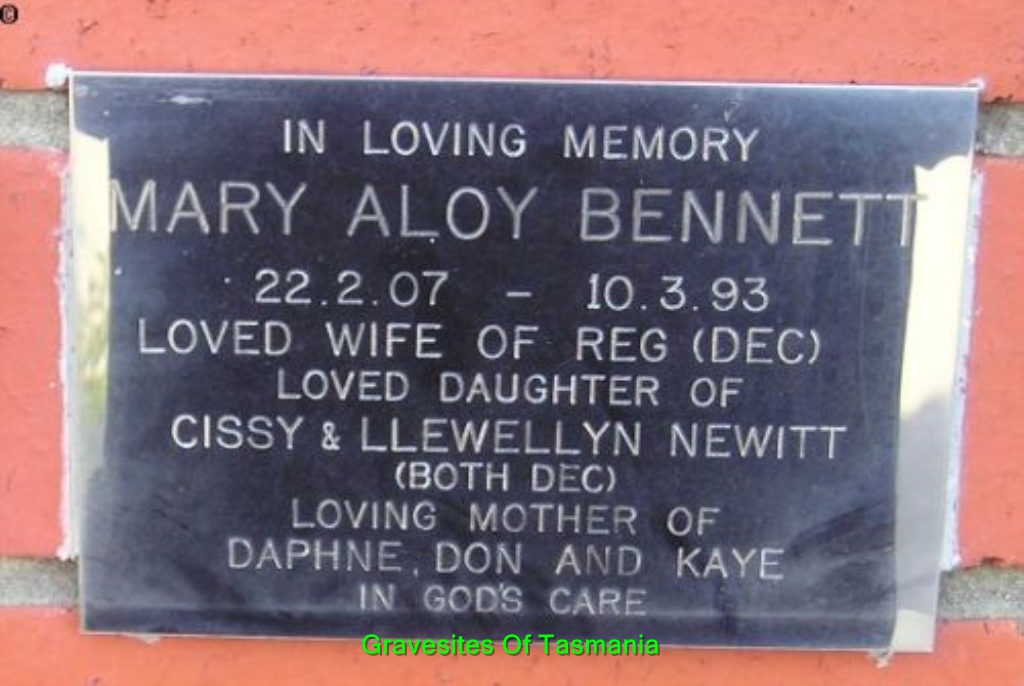 IN LOVING MEMORY
MARY ALOY BENNETT
22.2.07 - 10.3.93
LOVED WIFE OF REG (DEC)
LOVED DAUGHTER OF
CISSY & LLEWELLYN NEWITT
(BOTH DEC)
LOVING MOTHER OF
DAPHNE, DON AND KAYE
IN GOD'S CARE
Gravesites Of Tasmania